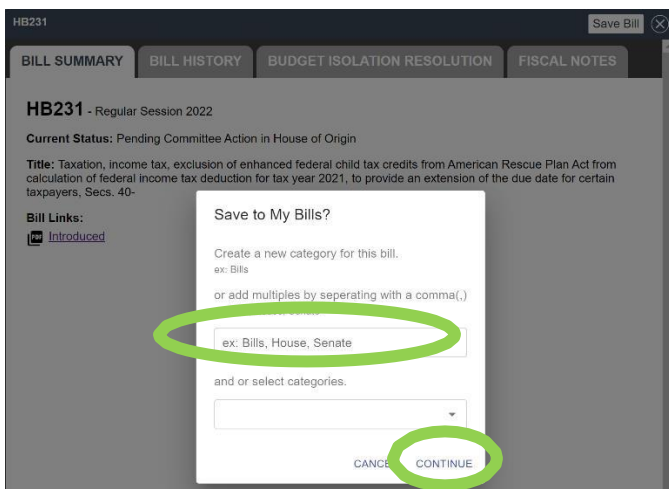 HB231
Save Bill
BILL SUMMARY
BILL HISTORY
BUDGET ISOLATION RESOLUTION
FISCAL NOTES
HB231 - Regular Session 2022
Current Status: Pending Committee Action in House of Origin
Title: Taxation, income tax, exclusion of enhanced federal child tax credits from American Rescue Plan Act from
calculation of federal income tax deduction for tax year 2021, to provide an extension of the due date for certain
taxpayers, Secs. 40-
Bill Links:
PDF Introduced
Save to My Bills?
Create a new category for this bill.
ex: Bills
or add multiples by seperating with a comma(,)
ex: Bills, House, Senate
and or select categories.
CANCE
CONTINUE